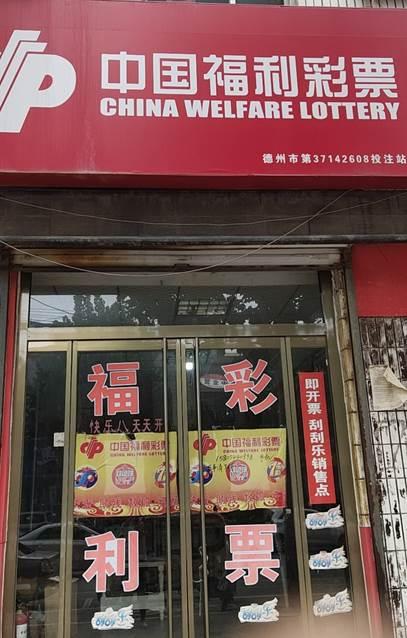 中国福利彩票
CHINA WELFARE LOTTERY
德州市第37142608投注站
福 彩
快乐八天天开
中国福利彩票
CHINA WELFARE LOTTERY
中国福利彩票
CHINA WELFARE LOTTERY
即开票 刮刮乐销售点
利 票